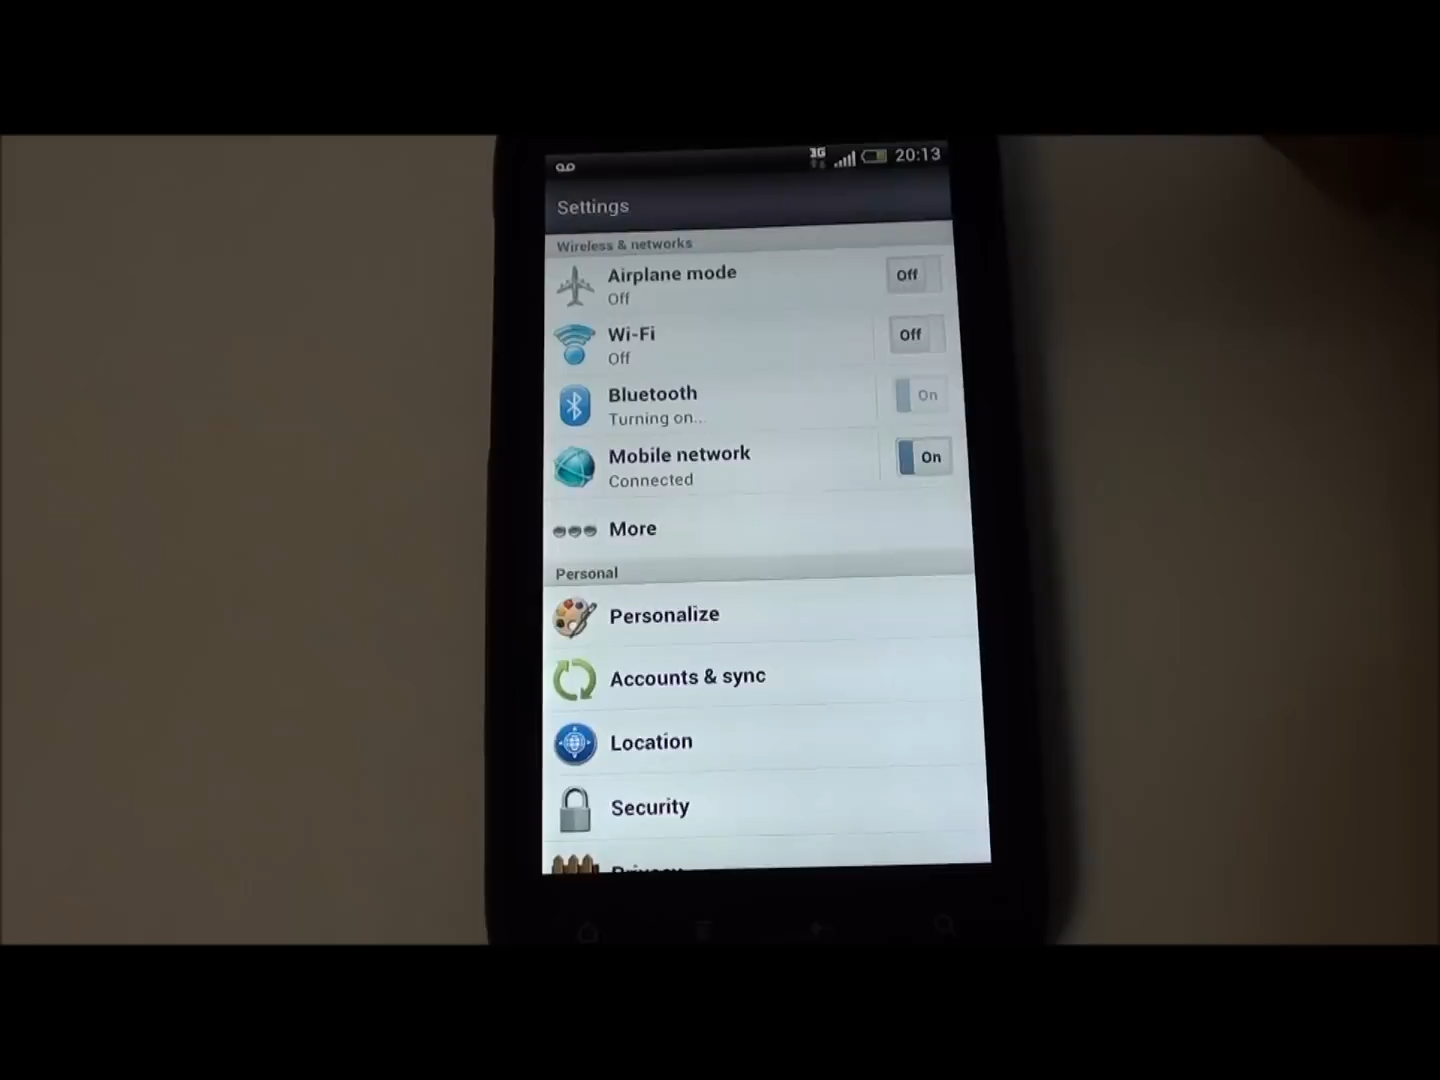 3G 20:13
Settings
Wireless & networks
Airplane mode
Off
Off
Wi-Fi
Off
Off
Bluetooth
On
Turning on...
Mobile network
On
Connected
More
Personal
Personalize
Accounts & sync
Location
Security
Privacy